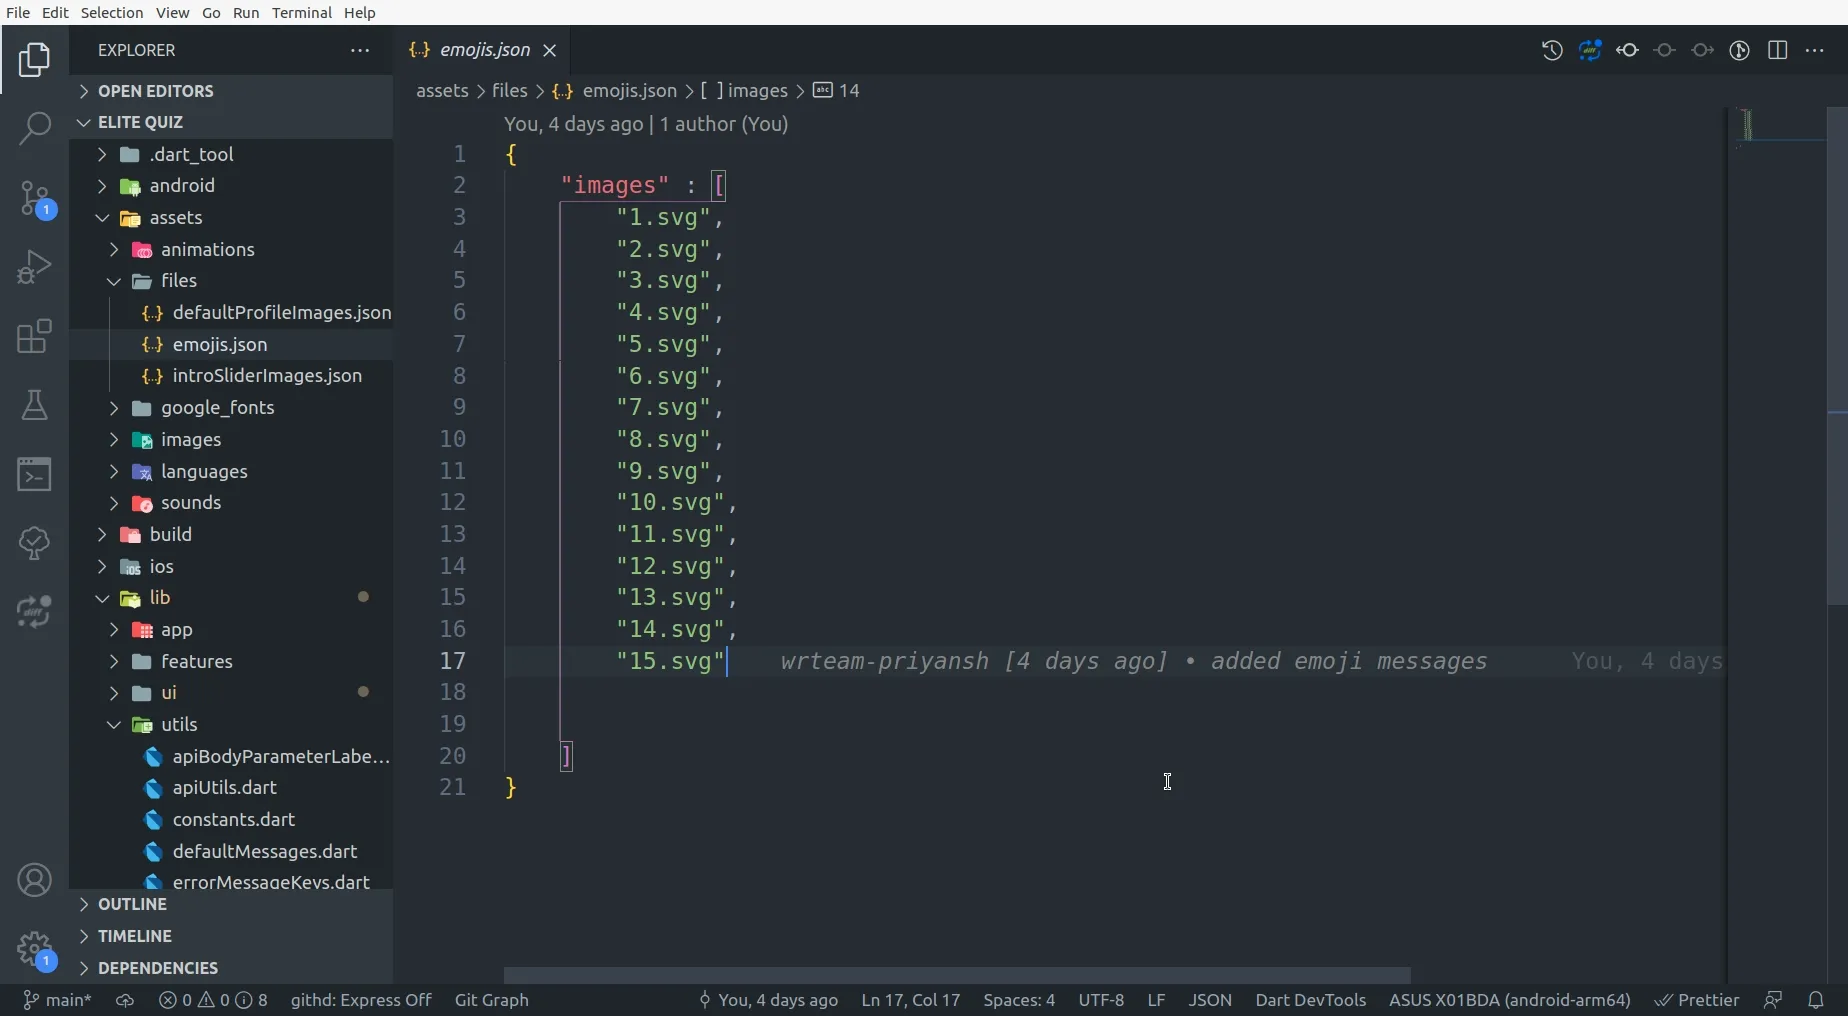 File Edit Selection View Go Run Terminal Help
EXPLORER
OPEN EDITORS
ELITE QUIZ
.dart_tool
android
assets
animations
files
defaultProfileImages.json
emojis.json
introSliderImages.json
google_fonts
images
languages
sounds
build
ios
lib
app
features
ui
utils
apiBodyParameterLabe...
apiUtils.dart
constants.dart
defaultMessages.dart
errorMessageKeys.dart
OUTLINE
TIMELINE
DEPENDENCIES
1
1
{..} emojis.json
assets > files > {..} emojis.json > [ ] images > abc 14
You, 4 days ago | 1 author (You)
1 {
2 "images" : [
3 "1.svg",
4 "2.svg",
5 "3.svg",
6 "4.svg",
7 "5.svg",
8 "6.svg",
9 "7.svg",
10 "8.svg",
11 "9.svg",
12 "10.svg",
13 "11.svg",
14 "12.svg",
15 "13.svg",
16 "14.svg",
17 "15.svg" wrteam-priyansh [4 days ago] • added emoji messages You, 4 days
18
19
20 ]
21 }
main* 0 0 8 githd: Express Off Git Graph You, 4 days ago Ln 17, Col 17 Spaces: 4 UTF-8 LF JSON Dart DevTools ASUS X01BDA (android-arm64) Prettier